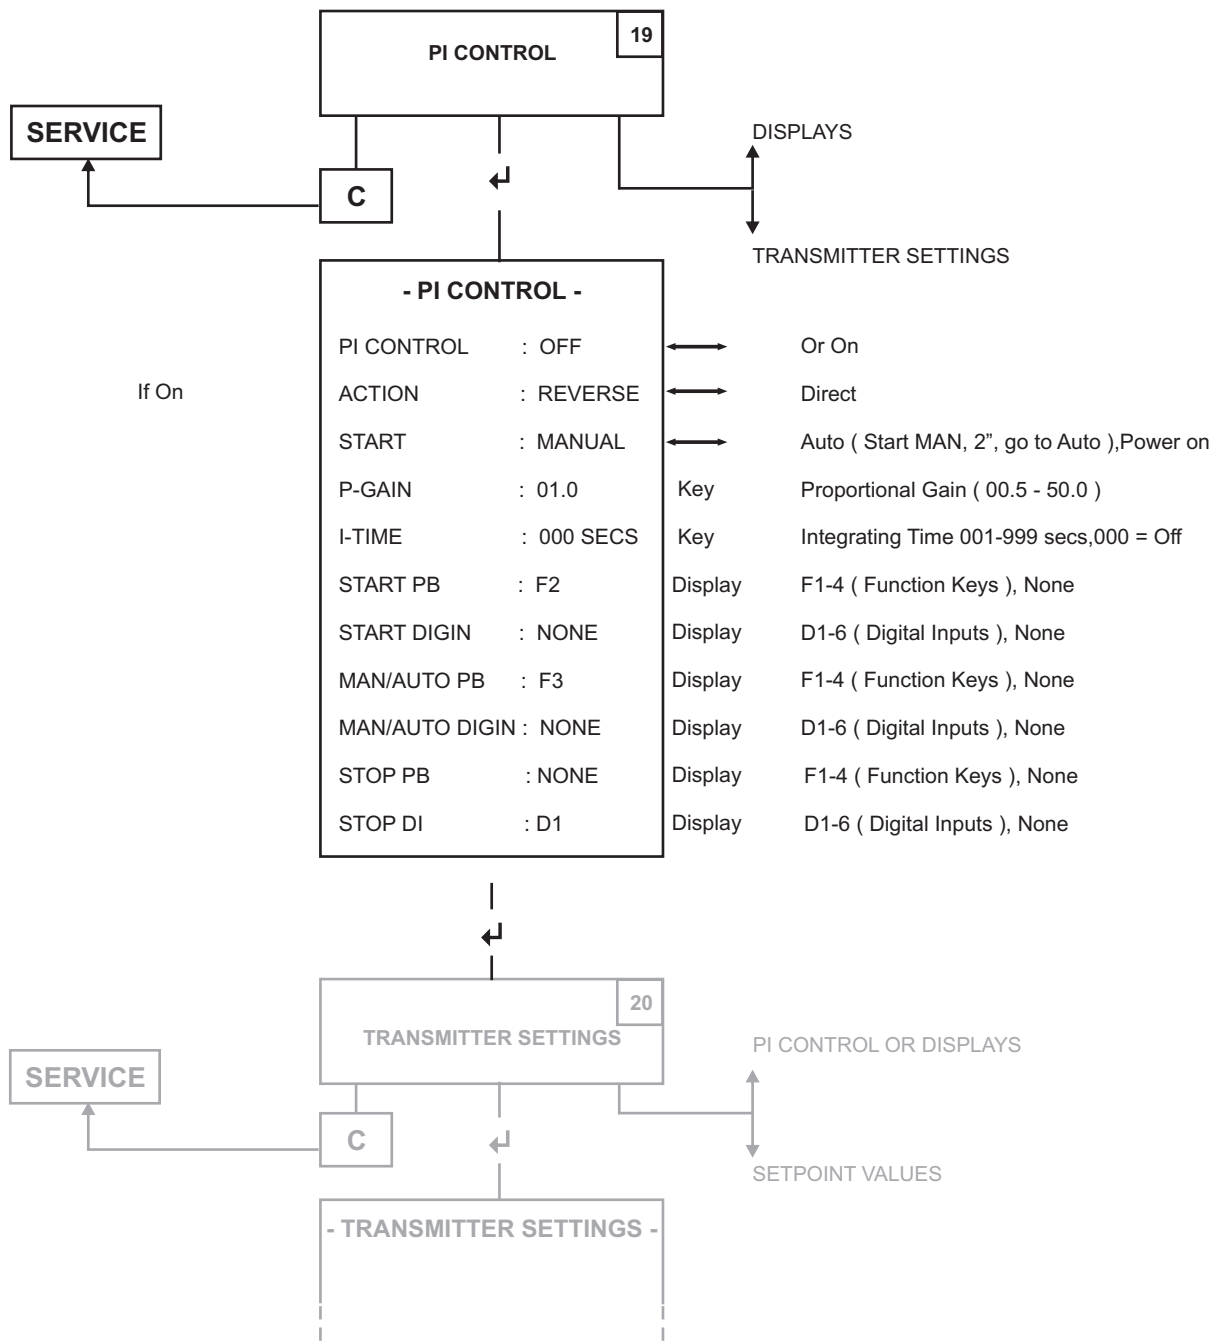 19
PI CONTROL
SERVICE
DISPLAYS
C
TRANSMITTER SETTINGS
- PI CONTROL -
PI CONTROL : OFF Or On
If On ACTION : REVERSE Direct
START : MANUAL Auto ( Start MAN, 2”, go to Auto ),Power on
P-GAIN : 01.0 Key Proportional Gain ( 00.5 - 50.0 )
I-TIME : 000 SECS Key Integrating Time 001-999 secs,000 = Off
START PB : F2 Display F1-4 ( Function Keys ), None
START DIGIN : NONE Display D1-6 ( Digital Inputs ), None
MAN/AUTO PB : F3 Display F1-4 ( Function Keys ), None
MAN/AUTO DIGIN : NONE Display D1-6 ( Digital Inputs ), None
STOP PB : NONE Display F1-4 ( Function Keys ), None
STOP DI : D1 Display D1-6 ( Digital Inputs ), None
20
TRANSMITTER SETTINGS
PI CONTROL OR DISPLAYS
SERVICE
C
SETPOINT VALUES
- TRANSMITTER SETTINGS -